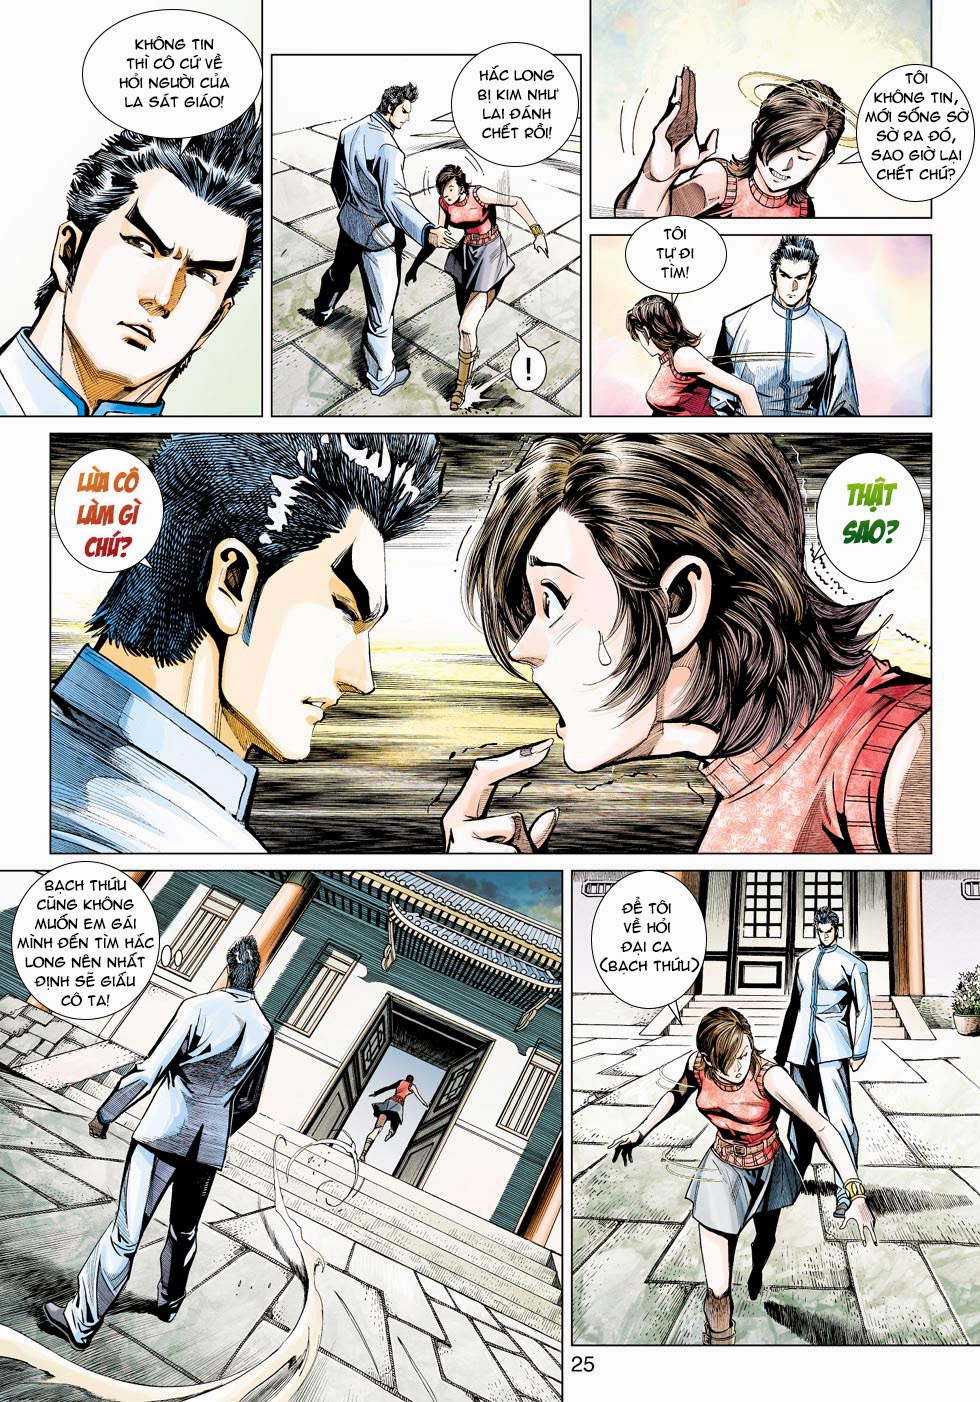 TÔI
KHÔNG TIN,
MỚI SỐNG SỜ
SỜ RA ĐÓ,
SAO GIỜ LẠI
CHẾT CHỨ?
TÔI
TỰ ĐI
TÌM!
HẮC LONG
BỊ KIM NHƯ
LAI ĐÁNH
CHẾT RỒI!
!
KHÔNG TIN
THÌ CÔ CỨ VỀ
HỎI NGƯỜI CỦA
LA SÁT GIÁO!
THẬT
SAO?
LỪA CÔ
LÀM GÌ
CHỨ?
ĐỂ TÔI
VỀ HỎI
ĐẠI CA
(BẠCH THỨU)
BẠCH THỨU
CŨNG KHÔNG
MUỐN EM GÁI
MÌNH ĐẾN TÌM HẮC
LONG NÊN NHẤT
ĐỊNH SẼ GIẤU
CÔ TA!
25